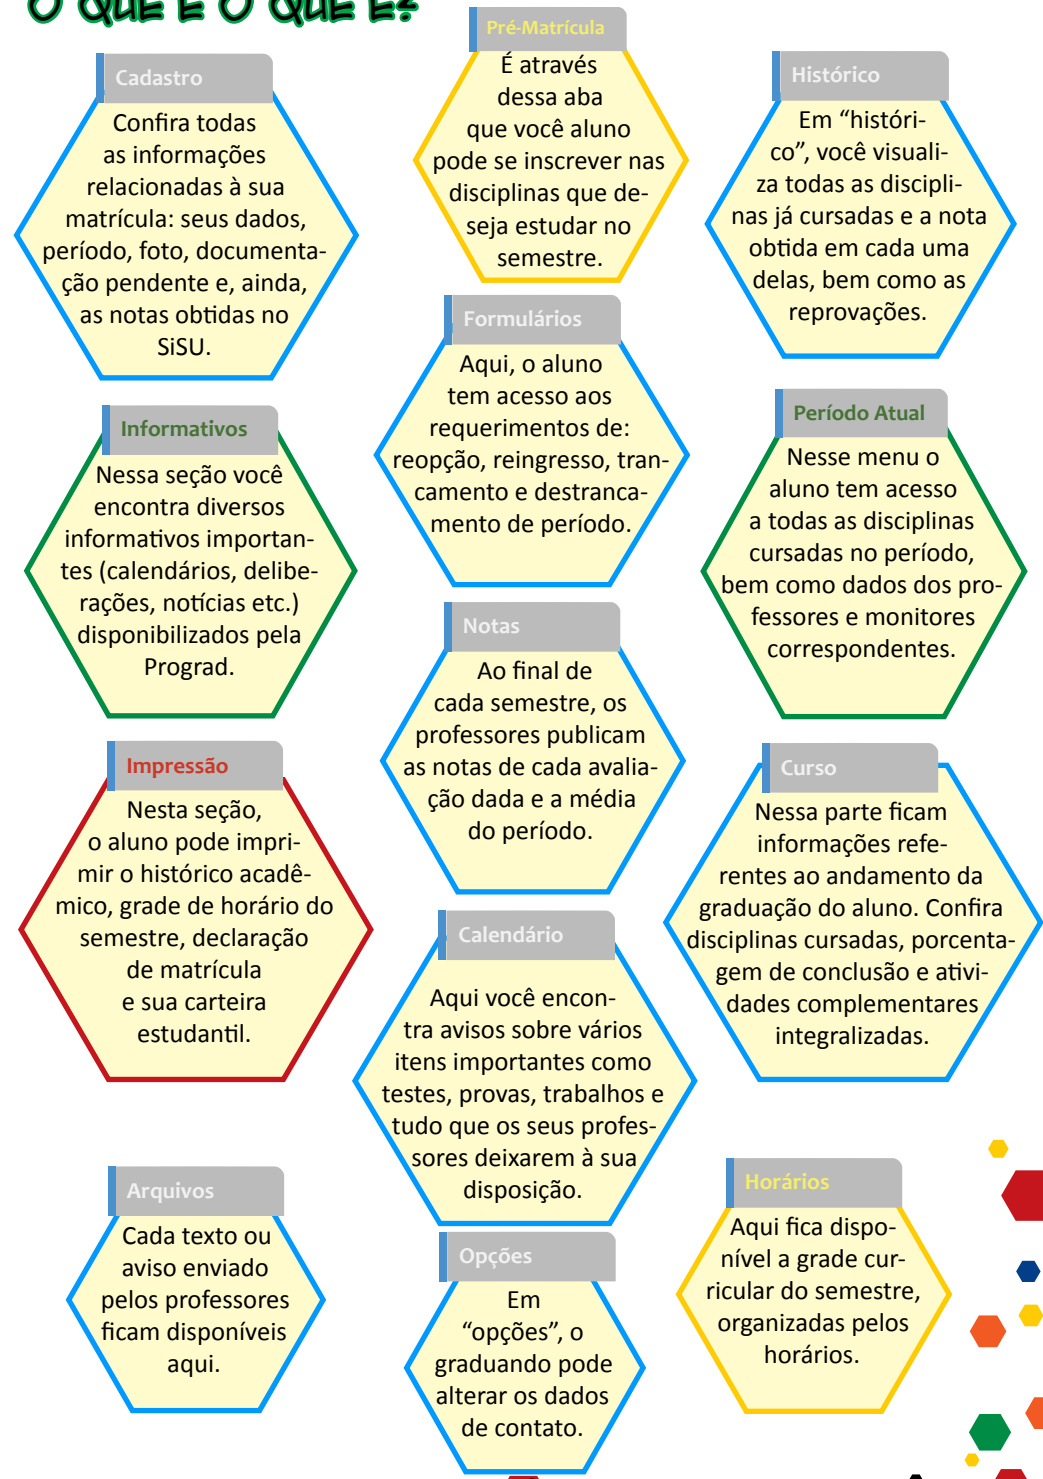 O QUE É O QUE É?
Cadastro
Confira todas
as informações
relacionadas à sua
matrícula: seus dados,
período, foto, documenta-
ção pendente e, ainda,
as notas obtidas no
SiSU.
Pré-Matrícula
É através
dessa aba
que você aluno
pode se inscrever nas
disciplinas que de-
seja estudar no
semestre.
Histórico
Em “históri-
co”, você visuali-
za todas as discipli-
nas já cursadas e a nota
obtida em cada uma
delas, bem como as
reprovações.
Formulários
Aqui, o aluno
tem acesso aos
requerimentos de:
reopção, reingresso, tran-
camento e destranca-
mento de período.
Informativos
Nessa seção você
encontra diversos
informativos importan-
tes (calendários, delibe-
rações, notícias etc.)
disponibilizados pela
Prograd.
Período Atual
Nesse menu o
aluno tem acesso
a todas as disciplinas
cursadas no período,
bem como dados dos pro-
fessores e monitores
correspondentes.
Notas
Ao final de
cada semestre, os
professores publicam
as notas de cada avalia-
ção dada e a média
do período.
Impressão
Nesta seção,
o aluno pode impri-
mir o histórico acadê-
mico, grade de horário do
semestre, declaração
de matrícula
e sua carteira
estudantil.
Curso
Nessa parte ficam
informações refe-
rentes ao andamento da
graduação do aluno. Confira
disciplinas cursadas, porcenta-
gem de conclusão e ativi-
dades complementares
integralizadas.
Calendário
Aqui você encon-
tra avisos sobre vários
itens importantes como
testes, provas, trabalhos e
tudo que os seus profes-
sores deixarem à sua
disposição.
Arquivos
Cada texto ou
aviso enviado
pelos professores
ficam disponíveis
aqui.
Opções
Em
“opções”, o
graduando pode
alterar os dados
de contato.
Horários
Aqui fica dispo-
nível a grade cur-
ricular do semestre,
organizadas pelos
horários.